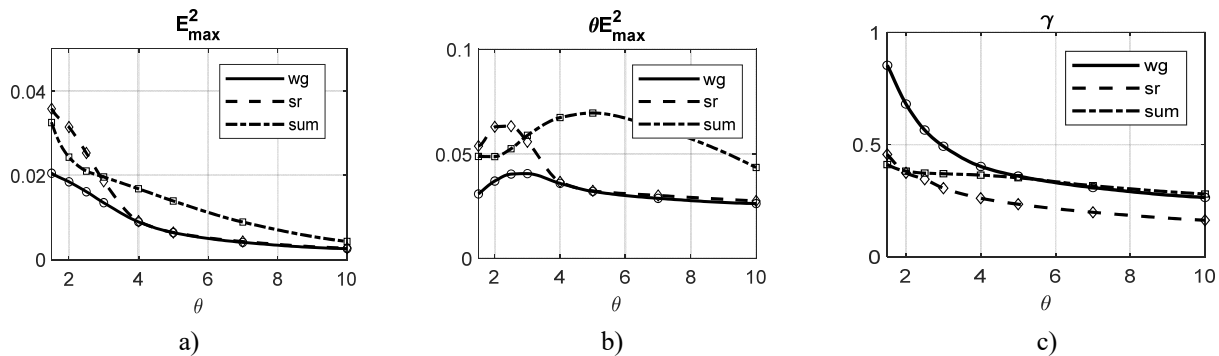 E²max
0.04
0.02
0
2 4 6 8 10
θ
wg
sr
sum
a)
θE²max
0.1
0.05
0
2 4 6 8 10
θ
wg
sr
sum
b)
γ
1
0.5
0
2 4 6 8 10
θ
wg
sr
sum
c)